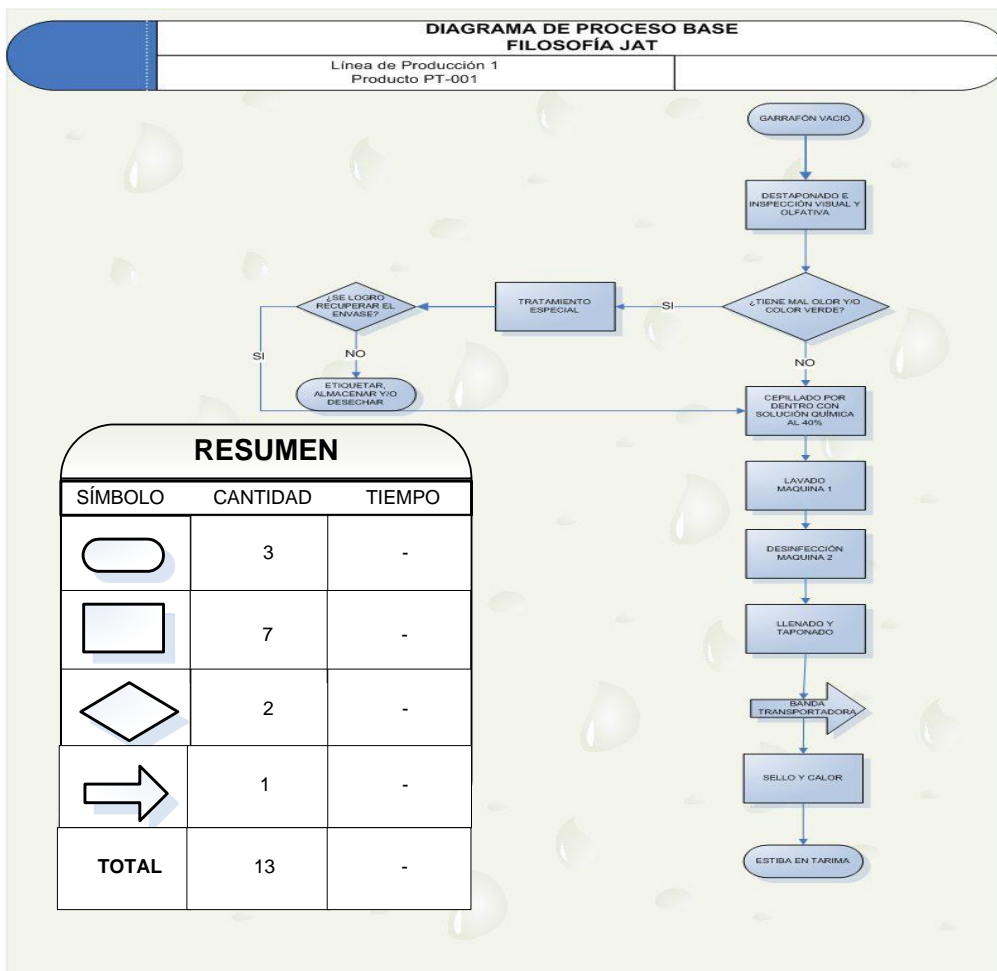 DIAGRAMA DE PROCESO BASE
FILOSOFÍA JAT
Línea de Producción 1
Producto PT-001
GARRAFÓN VACIÓ
DESTAPONADO E
INSPECCIÓN VISUAL Y
OLFATIVA
¿TIENE MAL OLOR Y/O
COLOR VERDE?
SI
TRATAMIENTO
ESPECIAL
¿SE LOGRO
RECUPERAR EL
ENVASE?
SI
NO
ETIQUETAR,
ALMACENAR Y/O
DESECHAR
NO
CEPILLADO POR
DENTRO CON
SOLUCIÓN QUÍMICA
AL 40%
LAVADO
MAQUINA 1
DESINFECCIÓN
MAQUINA 2
LLENADO Y
TAPONADO
BANDA
TRANSPORTADORA
SELLO Y CALOR
ESTIBA EN TARIMA
RESUMEN
SÍMBOLO CANTIDAD TIEMPO
3 -
7 -
2 -
1 -
TOTAL 13 -